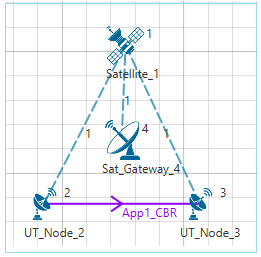 1
Satellite_1
1
1
1
4
Sat_Gateway_4
2
3
App1_CBR
UT_Node_2
UT_Node_3